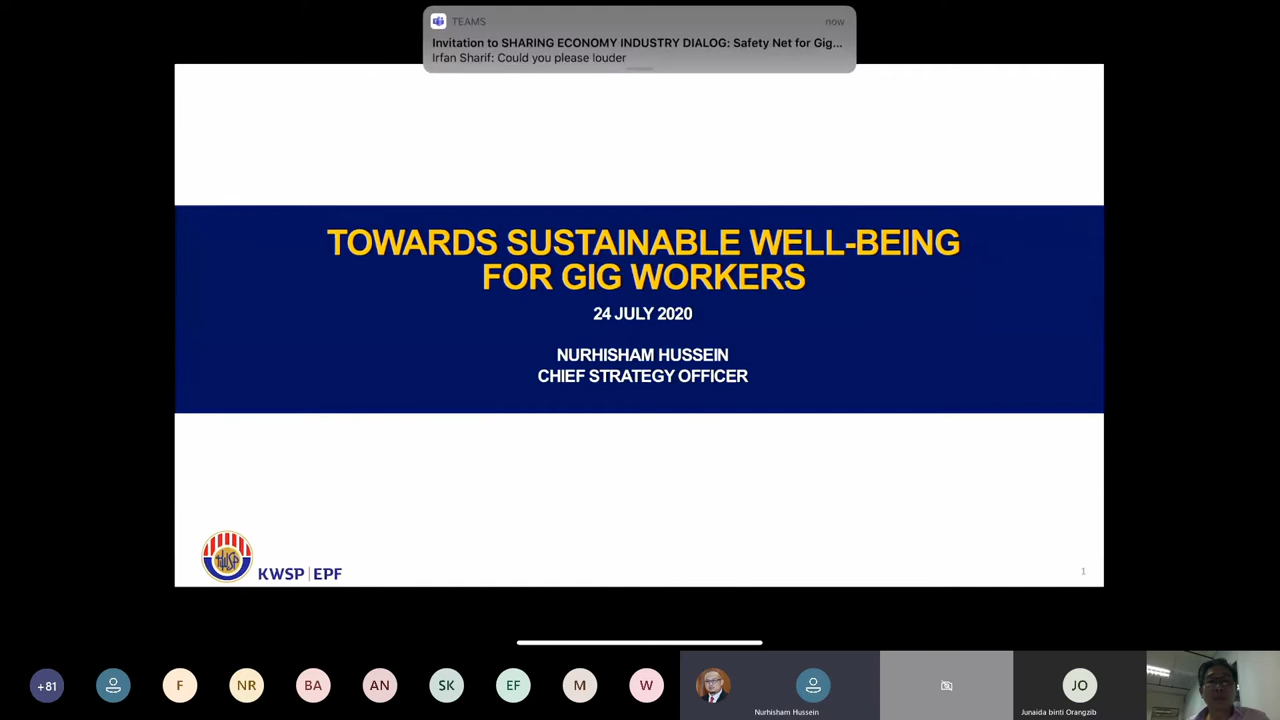 TEAMS
now
Invitation to SHARING ECONOMY INDUSTRY DIALOG: Safety Net for Gig...
Irfan Sharif: Could you please louder
TOWARDS SUSTAINABLE WELL-BEING
FOR GIG WORKERS
24 JULY 2020
NURHISHAM HUSSEIN
CHIEF STRATEGY OFFICER
KWSP
KWSP | EPF
1
+81
F
NR
BA
AN
SK
EF
M
W
JO
Nurhisham Hussein
Junaida binti Orangzib